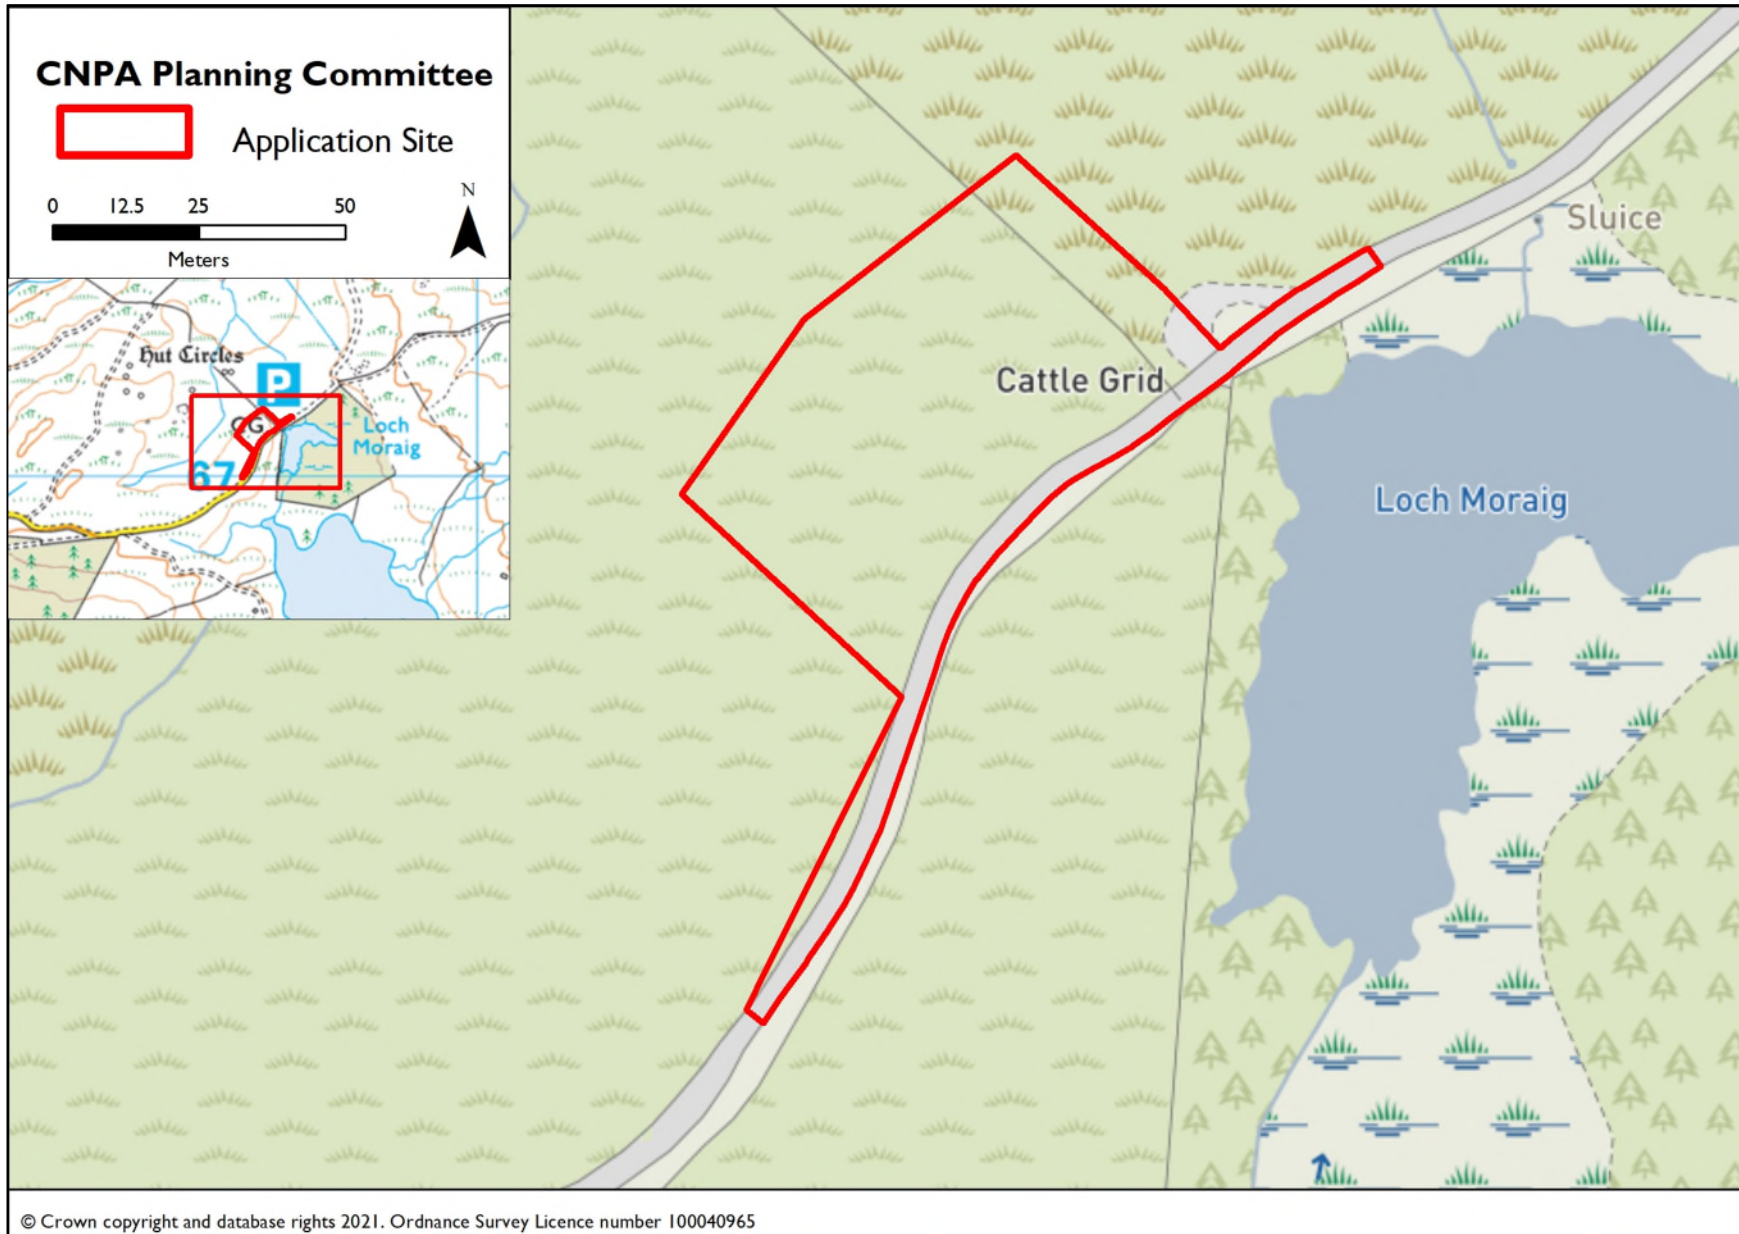 CNPA Planning Committee
Application Site
N
0 12.5 25 50
Meters
Hut Circles
P
CG
Loch
Moraig
67
Sluice
Cattle Grid
Loch Moraig
© Crown copyright and database rights 2021. Ordnance Survey Licence number 100040965